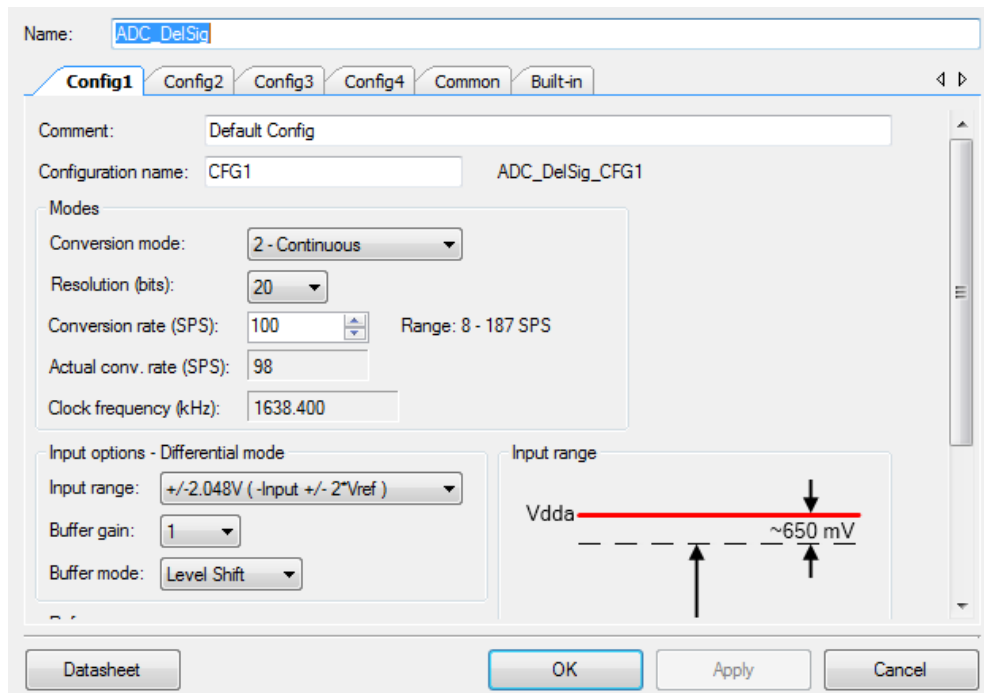 Name: ADC_DelSig
Config1 Config2 Config3 Config4 Common Built-in
Comment: Default Config
Configuration name: CFG1 ADC_DelSig_CFG1
Modes
Conversion mode: 2 - Continuous
Resolution (bits): 20
Conversion rate (SPS): 100 Range: 8 - 187 SPS
Actual conv. rate (SPS): 98
Clock frequency (kHz): 1638.400
Input options - Differential mode Input range
Input range: +/-2.048V ( -Input +/- 2*Vref )
Vdda
Buffer gain: 1 ~650 mV
Buffer mode: Level Shift
Datasheet OK Apply Cancel